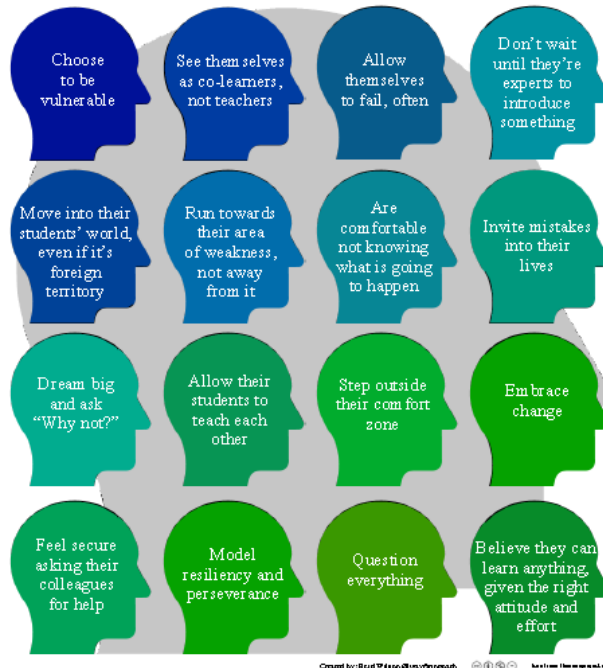 Choose
to be
vulnerable
See themselves
as co-learners,
not teachers
Allow
themselves
to fail, often
Don't wait
until they're
experts to
introduce
something
Move into their
students' world,
even if it's
foreign
territory
Run towards
their area
of weakness,
not away
from it
Are
comfortable
not knowing
what is going
to happen
Invite mistakes
into their
lives
Dream big
and ask
“Why not?”
Allow their
students to
teach each
other
Step outside
their comfort
zone
Embrace
change
Feel secure
asking their
colleagues
for help
Model
resiliency and
perseverance
Question
everything
Believe they can
learn anything,
given the right
attitude and
effort
Created by: